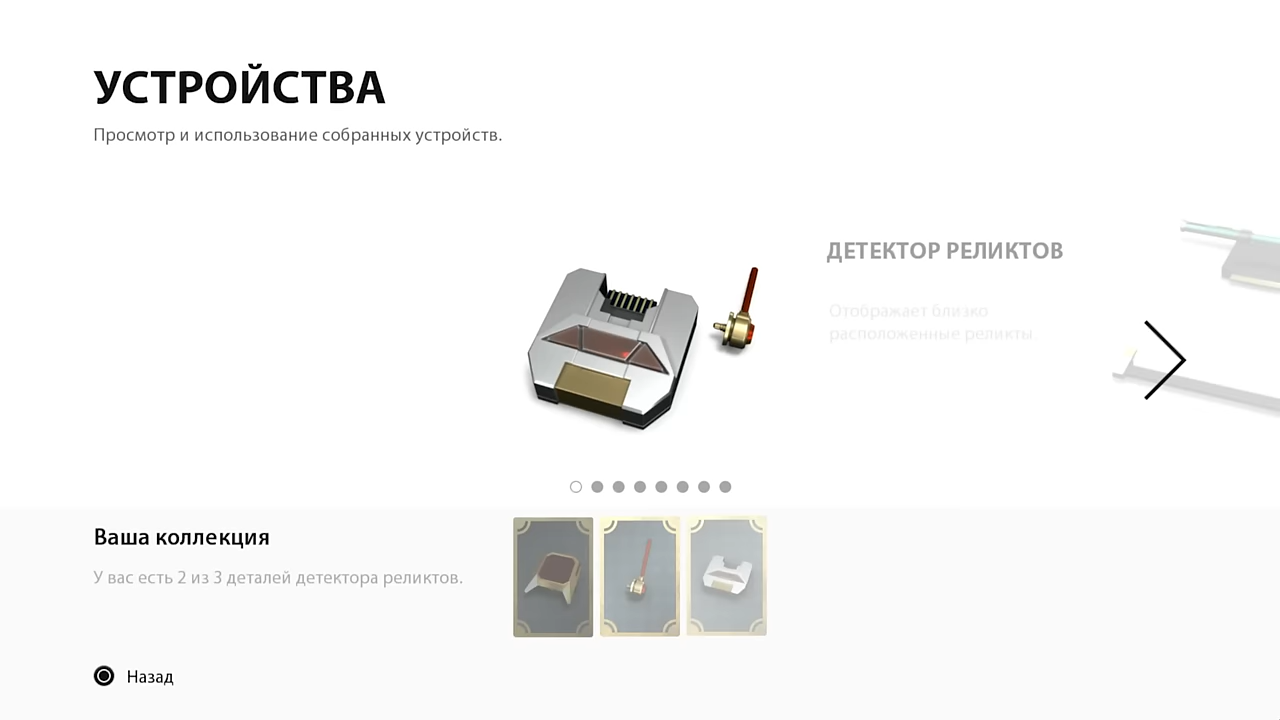 УСТРОЙСТВА
Просмотр и использование собранных устройств.
ДЕТЕКТОР РЕЛИКТОВ
Отображает близко
расположенные реликты.
Ваша коллекция
У вас есть 2 из 3 деталей детектора реликтов.
Назад